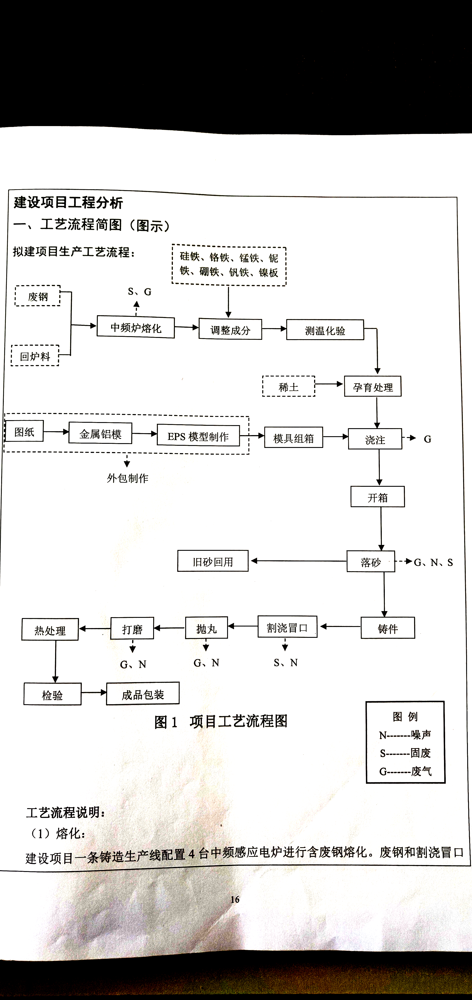 建设项目工程分析
一、工艺流程简图（图示）
拟建项目生产工艺流程：
硅铁、铬铁、锰铁、铌
铁、硼铁、钒铁、镍板
废钢
S、G
中频炉熔化
调整成分
测温化验
回炉料
稀土
孕育处理
图纸
金属铝模
EPS 模型制作
模具组箱
浇注
G
外包制作
开箱
旧砂回用
落砂
G、N、S
热处理
打磨
抛丸
割浇冒口
铸件
G、N
G、N
S、N
检验
成品包装
图 1 项目工艺流程图
图 例
N-------噪声
S-------固废
G-------废气
工艺流程说明：
（1）熔化：
建设项目一条铸造生产线配置 4 台中频感应电炉进行含废钢熔化。废钢和割浇冒口
16